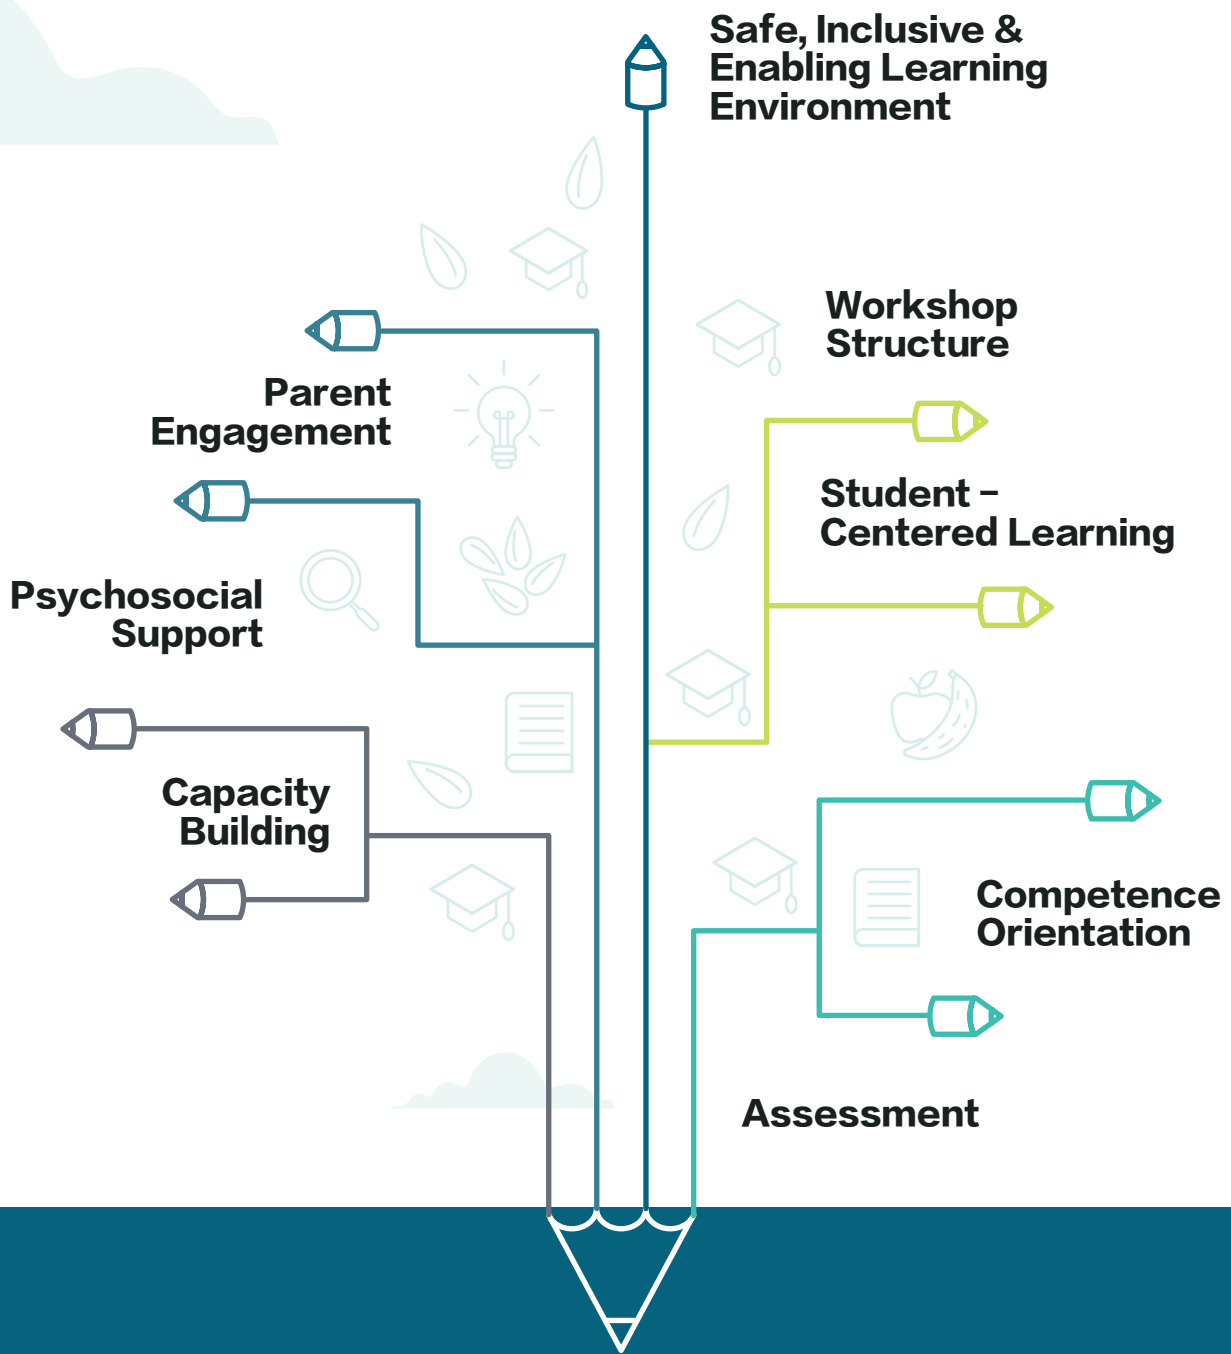 Safe, Inclusive &
Enabling Learning
Environment
Workshop
Structure
Parent
Engagement
Student –
Centered Learning
Psychosocial
Support
Capacity
Building
Competence
Orientation
Assessment